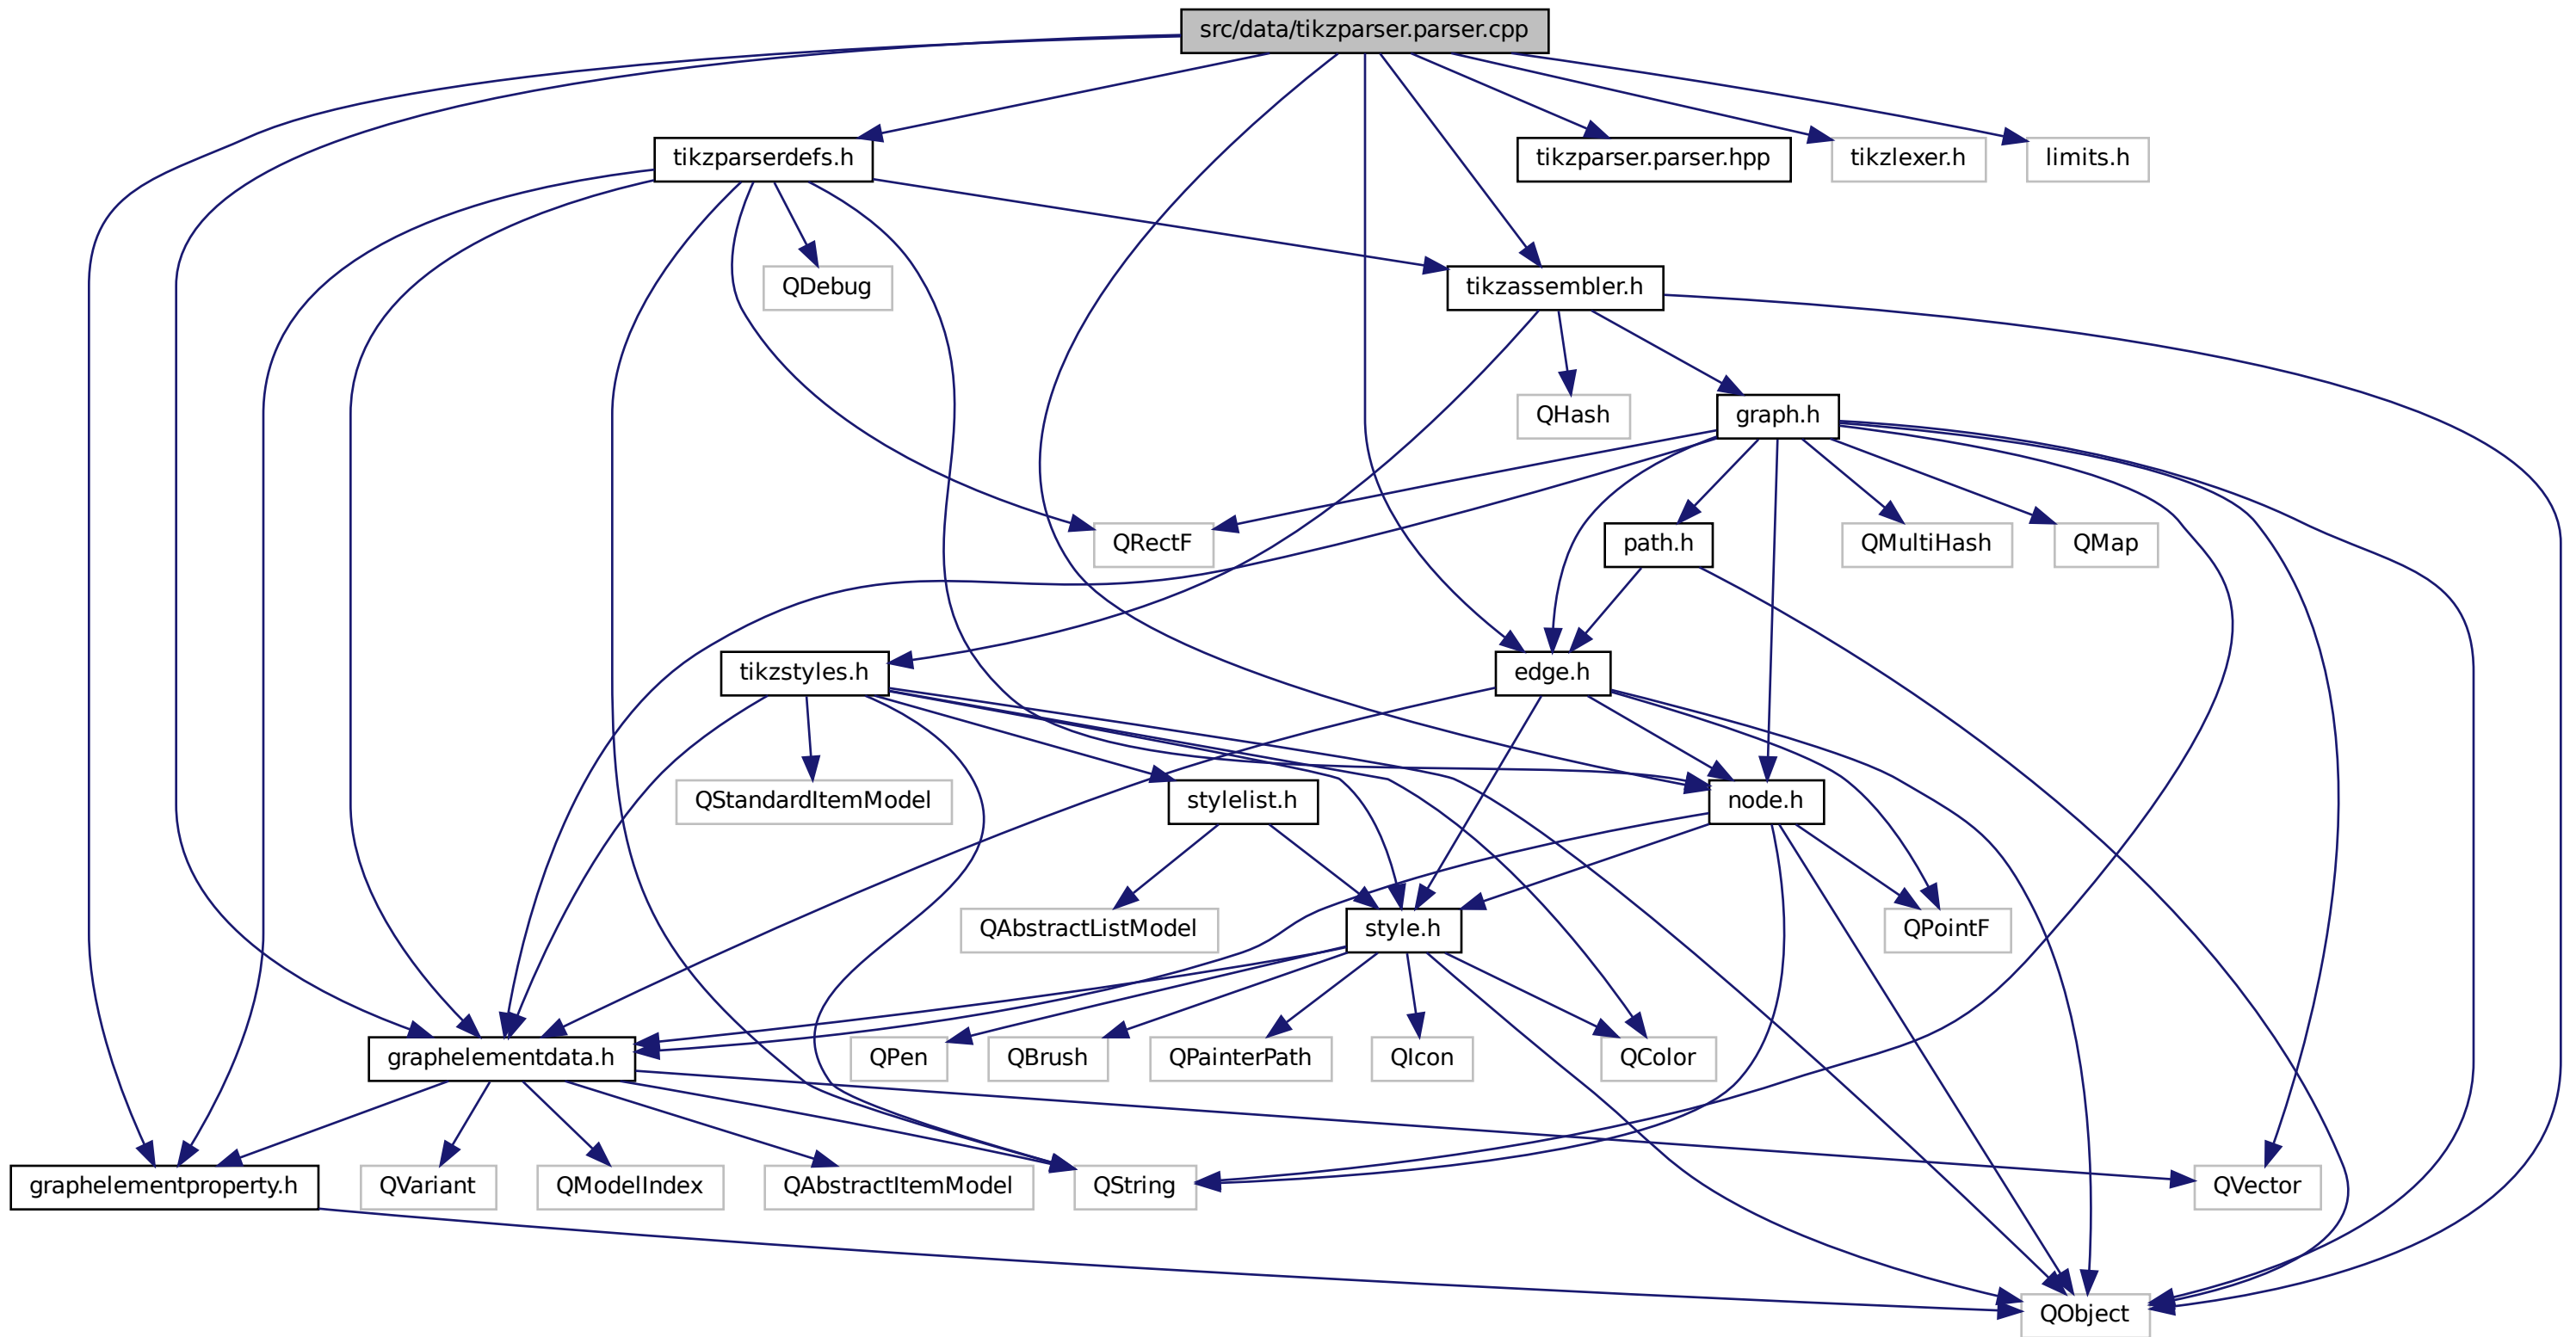 src/data/tikzparser.parser.cpp
tikzparserdefs.h
tikzparser.parser.hpp
tikzlexer.h
limits.h
QDebug
tikzassembler.h
QHash
graph.h
QRectF
path.h
QMultiHash
QMap
tikzstyles.h
edge.h
QStandardItemModel
stylelist.h
node.h
QAbstractListModel
style.h
QPointF
graphelementdata.h
QPen
QBrush
QPainterPath
QIcon
QColor
graphelementproperty.h
QVariant
QModelIndex
QAbstractItemModel
QString
QVector
QObject